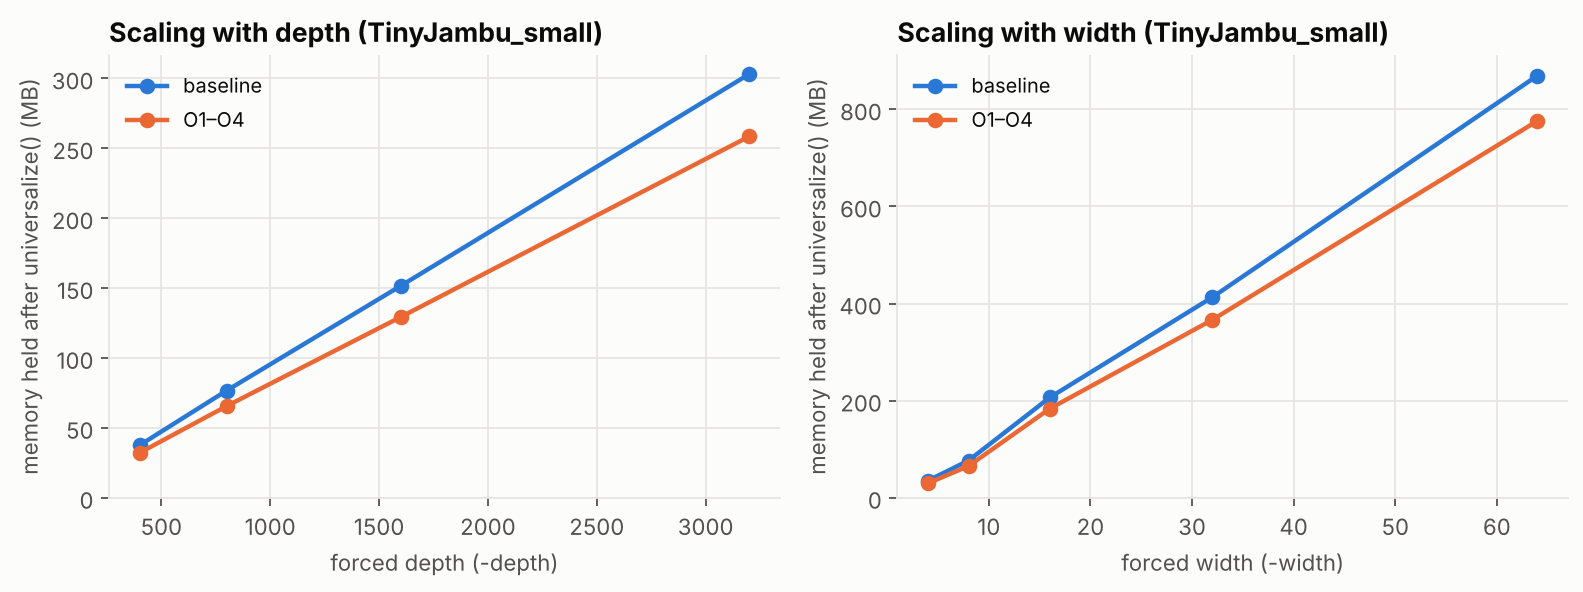 Scaling with depth (TinyJambu_small)
baseline
O1–O4
memory held after universalize() (MB)
300
250
200
150
100
50
0
500 1000 1500 2000 2500 3000
forced depth (-depth)
Scaling with width (TinyJambu_small)
baseline
O1–O4
memory held after universalize() (MB)
800
600
400
200
0
10 20 30 40 50 60
forced width (-width)